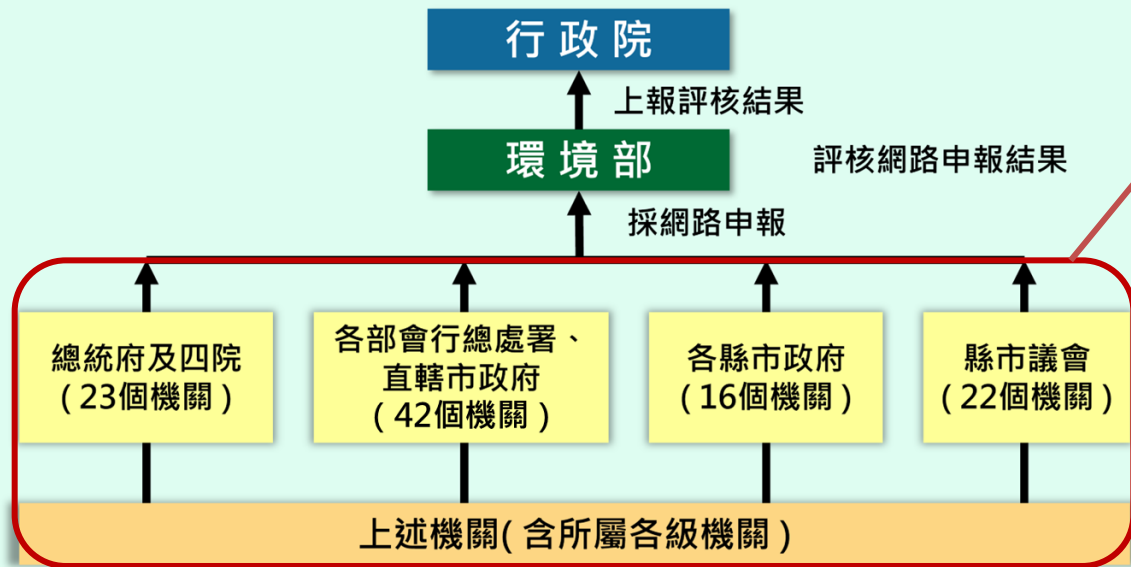 行政院
上報評核結果
環境部
評核網路申報結果
採網路申報
總統府及四院
(23個機關)
各部會行總處署、
直轄市政府
(42個機關)
各縣市政府
(16個機關)
縣市議會
(22個機關)
上述機關(含所屬各級機關)